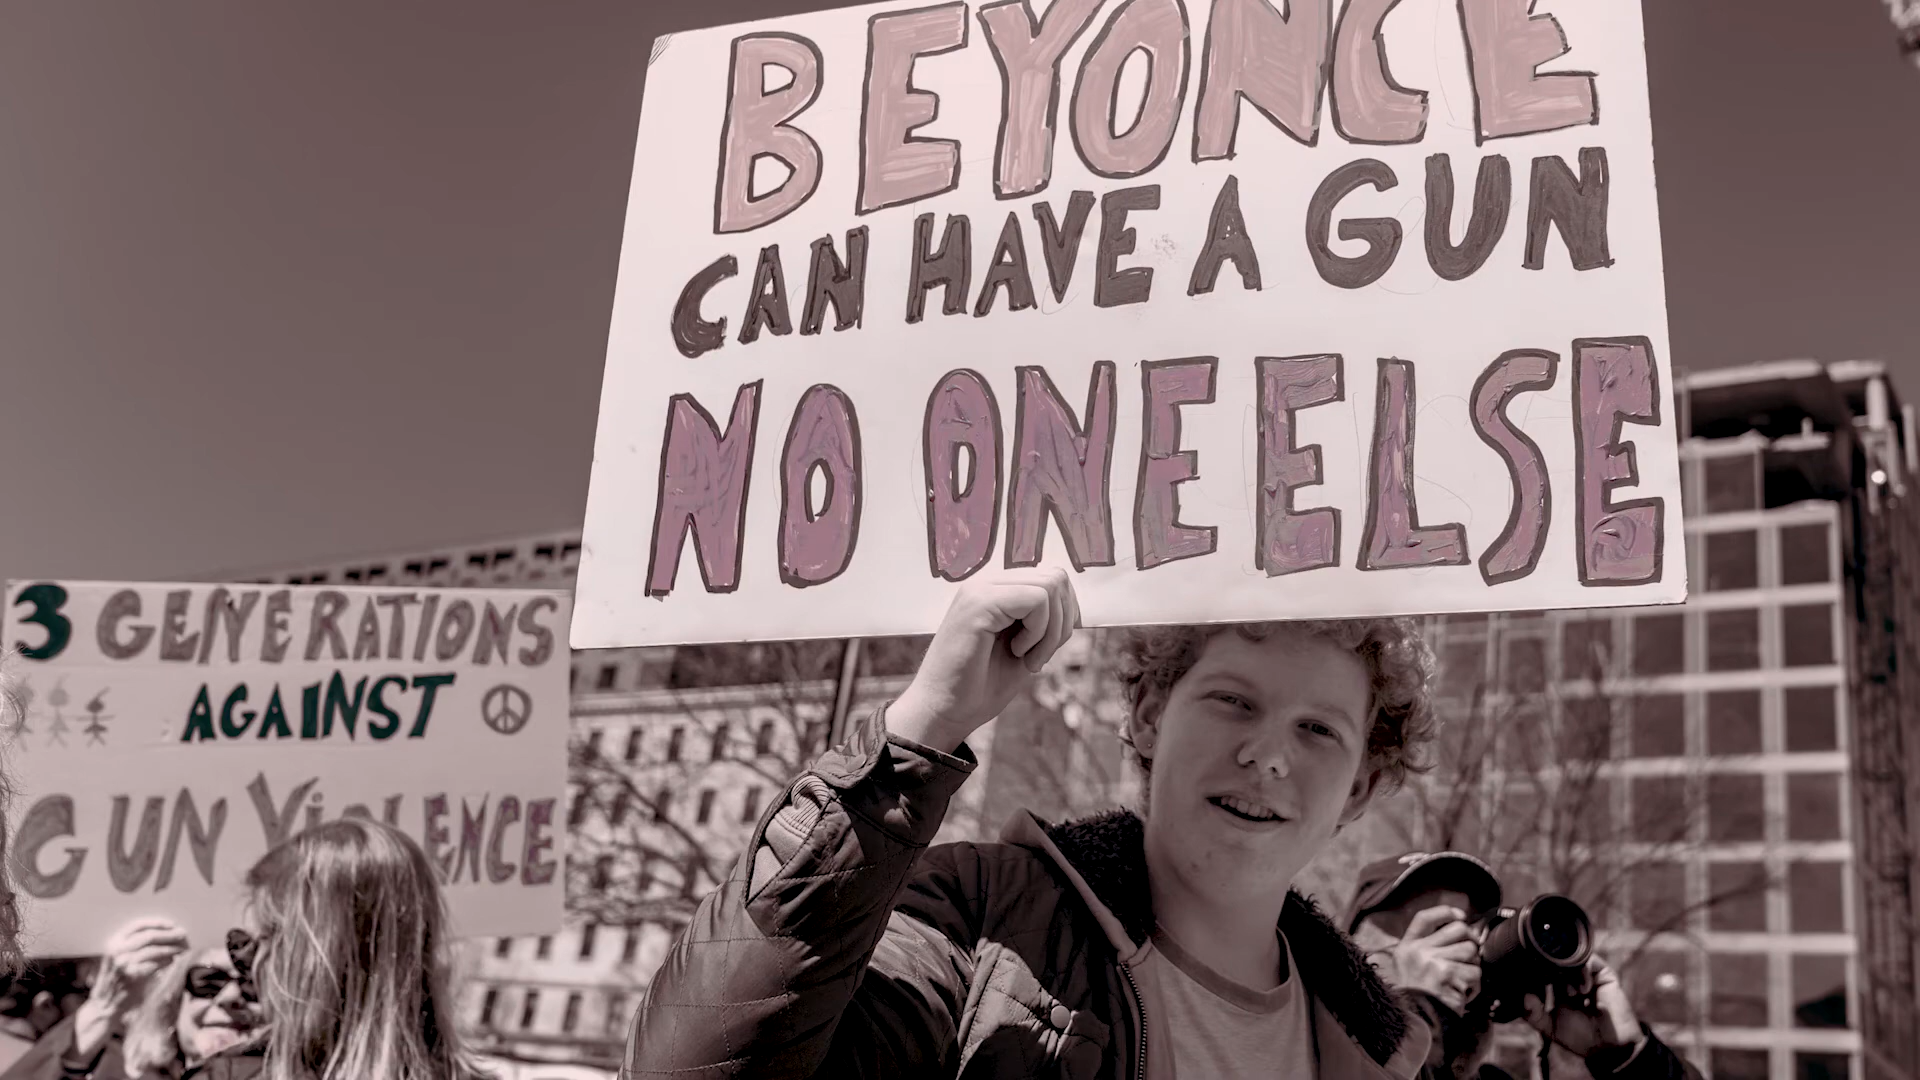 BEYONCE
CAN HAVE A GUN
NO ONE ELSE
3 GENERATIONS
AGAINST
GUN ViOLENCE